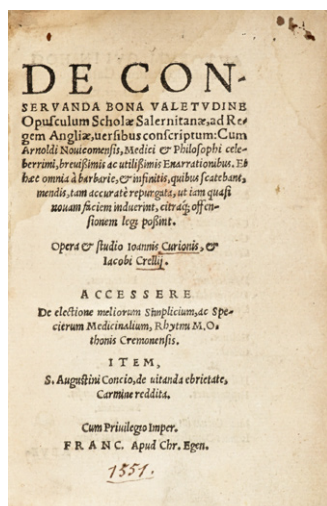 DE CON-
SERVANDA BONA VALETVDINE
Opusculum Scholæ Salernitanæ, ad Re-
gem Angliæ, uersibus conscriptum: Cum
Arnoldi Nouicomensis, Medici & Philosophi cele-
berrimi, breuißimis ac utilißimis Enarrationibus. Et
hæc omnia à barbarie, & infinitis, quibus scatebant,
mendis, tam accuratè repurgata, ut iam quasi
nouam faciem induerint, citraq; offen-
sionem legi poßint.
Opera & studio Ioannis Curionis, &
Iacobi Crellij.
ACCESSERE
De electione meliorum Simplicium, ac Spe-
cierum Medicinalium, Rhytmi M. O-
thonis Cremonensis.
ITEM,
S. Augustini Concio, de uitanda ebrietate,
Carmine reddita.
Cum Priuilegio Imper.
FRANC. Apud Chr. Egen.
1551.